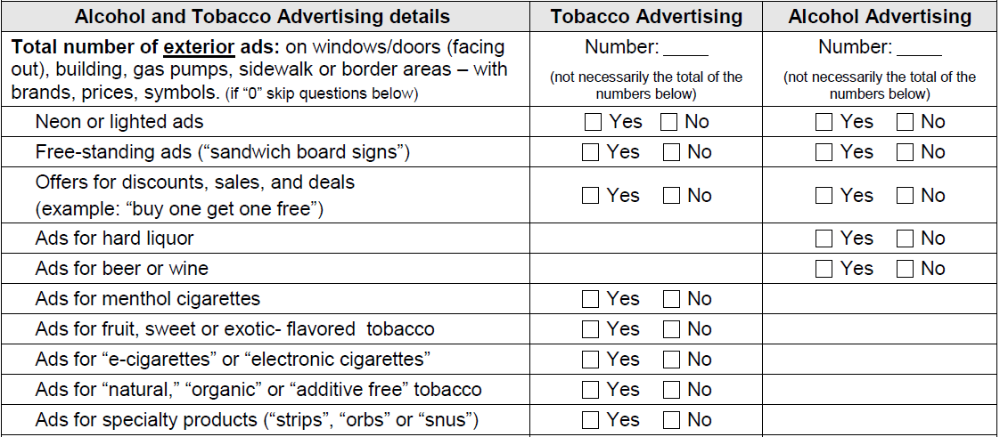 Alcohol and Tobacco Advertising details Tobacco Advertising Alcohol Advertising
Total number of exterior ads: on windows/doors (facing
out), building, gas pumps, sidewalk or border areas – with
brands, prices, symbols. (if “0” skip questions below)
Number: ____
(not necessarily the total of the
numbers below)
Number: ____
(not necessarily the total of the
numbers below)
Neon or lighted ads ☐ Yes ☐ No ☐ Yes ☐ No
Free-standing ads (“sandwich board signs”) ☐ Yes ☐ No ☐ Yes ☐ No
Offers for discounts, sales, and deals
(example: “buy one get one free”) ☐ Yes ☐ No ☐ Yes ☐ No
Ads for hard liquor ☐ Yes ☐ No
Ads for beer or wine ☐ Yes ☐ No
Ads for menthol cigarettes ☐ Yes ☐ No
Ads for fruit, sweet or exotic- flavored tobacco ☐ Yes ☐ No
Ads for “e-cigarettes” or “electronic cigarettes” ☐ Yes ☐ No
Ads for “natural,” “organic” or “additive free” tobacco ☐ Yes ☐ No
Ads for specialty products (“strips”, “orbs” or “snus”) ☐ Yes ☐ No